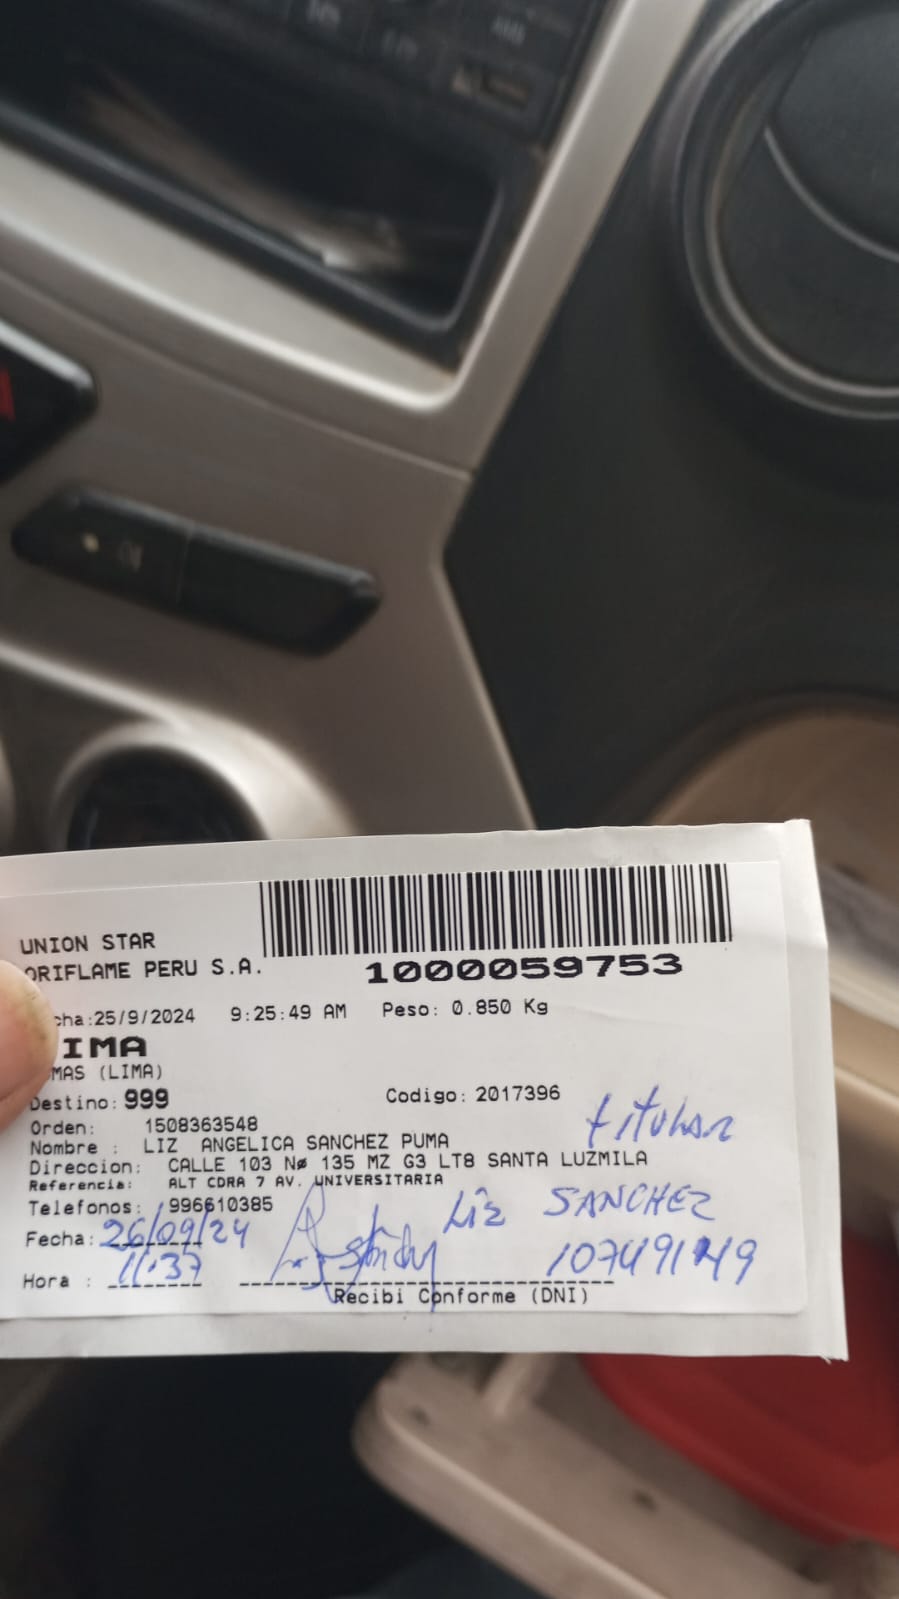 UNION STAR
ORIFLAME PERU S.A.
1000059753
cha:25/9/2024 9:25:49 AM Peso: 0.850 Kg
IMA
MAS (LIMA)
Destino: 999 Codigo: 2017396
titular
Orden: 1508363548
Nombre : LIZ ANGELICA SANCHEZ PUMA
Direccion: CALLE 103 Nø 135 MZ G3 LT8 SANTA LUZMILA
Referencia: ALT CDRA 7 AV. UNIVERSITARIA
Telefonos: 996610385
Liz SANCHEZ
Fecha: 26/09/24
Hora : 11:37
Recibi Conforme (DNI)